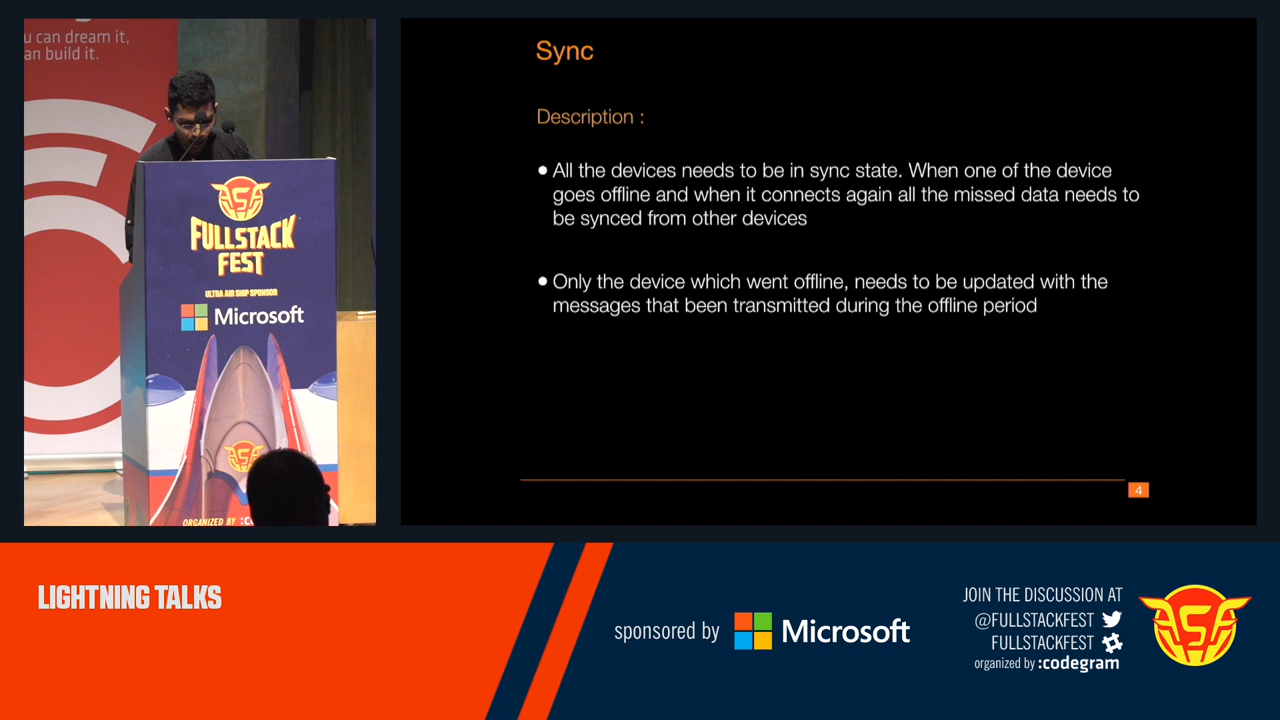 u can dream it,
an build it.
FULLSTACK
FEST
ULTRA AIR SHIP SPONSOR
Microsoft
ORGANIZED BY :c
Sync
Description :
● All the devices needs to be in sync state. When one of the device
goes offline and when it connects again all the missed data needs to
be synced from other devices
● Only the device which went offline, needs to be updated with the
messages that been transmitted during the offline period
4
LIGHTNING TALKS
sponsored by Microsoft
JOIN THE DISCUSSION AT
@FULLSTACKFEST
FULLSTACKFEST
organized by :codegram